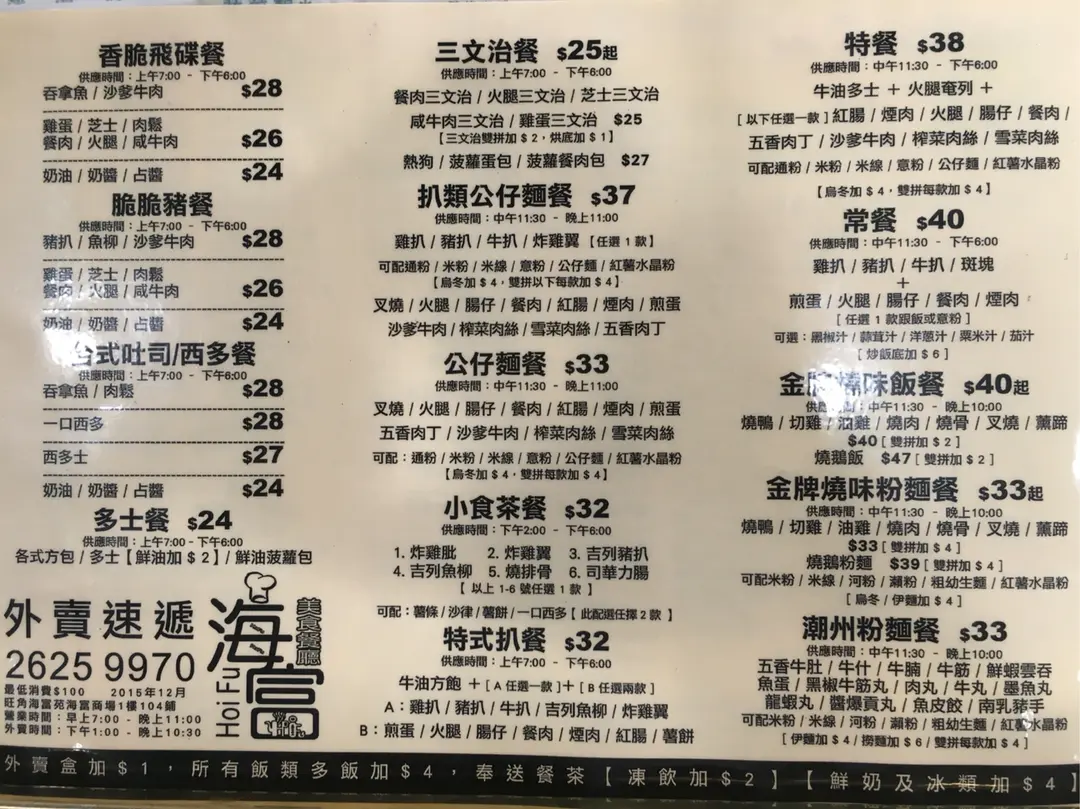 香脆飛碟餐
供應時間：上午7:00 - 下午6:00
吞拿魚 / 沙爹牛肉 $28
雞蛋 / 芝士 / 肉鬆
餐肉 / 火腿 / 咸牛肉 $26
奶油 / 奶醬 / 占醬 $24
脆脆豬餐
供應時間：上午7:00 - 下午6:00
豬扒 / 魚柳 / 沙爹牛肉 $28
雞蛋 / 芝士 / 肉鬆
餐肉 / 火腿 / 咸牛肉 $26
奶油 / 奶醬 / 占醬 $24
台式吐司/西多餐
供應時間：上午7:00 - 下午6:00
吞拿魚 / 肉鬆 $28
一口西多 $28
西多士 $27
奶油 / 奶醬 / 占醬 $24
多士餐 $24
供應時間：上午7:00 - 下午6:00
各式方包 / 多士【鮮油加 $ 2】/ 鮮油菠蘿包
外賣速遞
2625 9970
最低消費$100 2015年12月
旺角海富苑海富商場1樓104鋪
營業時間：早上7:00 - 晚上11:00
外賣時間：下午1:00 - 晚上10:30
海富
美食餐廳
Hoi Fu
三文治餐 $25起
供應時間：上午7:00 - 下午6:00
餐肉三文治 / 火腿三文治 / 芝士三文治
咸牛肉三文治 / 雞蛋三文治 $25
【三文治雙拼加 $ 2，烘底加 $ 1】
熱狗 / 菠蘿蛋包 / 菠蘿餐肉包 $27
扒類公仔麵餐 $37
供應時間：中午11:30 - 晚上11:00
雞扒 / 豬扒 / 牛扒 / 炸雞翼 【任選 1 款】
可配通粉 / 米粉 / 米線 / 意粉 / 公仔麵 / 紅薯水晶粉
【烏冬加 $ 4，雙拼以下每款加 $ 4】
叉燒 / 火腿 / 腸仔 / 餐肉 / 紅腸 / 煙肉 / 煎蛋
沙爹牛肉 / 榨菜肉絲 / 雪菜肉絲 / 五香肉丁
公仔麵餐 $33
供應時間：中午11:30 - 晚上11:00
叉燒 / 火腿 / 腸仔 / 餐肉 / 紅腸 / 煙肉 / 煎蛋
五香肉丁 / 沙爹牛肉 / 榨菜肉絲 / 雪菜肉絲
可配：通粉 / 米粉 / 米線 / 意粉 / 公仔麵 / 紅薯水晶粉
【烏冬加 $ 4，雙拼每款加 $ 4】
小食茶餐 $32
供應時間：下午2:00 - 下午6:00
1. 炸雞肶 2. 炸雞翼 3. 吉列豬扒
4. 吉列魚柳 5. 燒排骨 6. 司華力腸
【 以上 1-6 號任選 1 款 】
可配：薯條 / 沙律 / 薯餅 / 一口西多【 此配選任擇 2 款 】
特式扒餐 $32
供應時間：上午7:00 - 下午6:00
牛油方飽 +［ A 任選一款 ］+［ B 任選兩款 ］
A：雞扒 / 豬扒 / 牛扒 / 吉列魚柳 / 炸雞翼
B：煎蛋 / 火腿 / 腸仔 / 餐肉 / 煙肉 / 紅腸 / 薯餅
特餐 $38
供應時間：中午11:30 - 下午6:00
牛油多士 + 火腿奄列 +
［ 以下任選一款 ］紅腸 / 煙肉 / 火腿 / 腸仔 / 餐肉 /
五香肉丁 / 沙爹牛肉 / 榨菜肉絲 / 雪菜肉絲
可配通粉 / 米粉 / 米線 / 意粉 / 公仔麵 / 紅薯水晶粉
【烏冬加 $ 4，雙拼每款加 $ 4】
常餐 $40
供應時間：中午11:30 - 下午6:00
雞扒 / 豬扒 / 牛扒 / 斑塊
+
煎蛋 / 火腿 / 腸仔 / 餐肉 / 煙肉
［ 任選 1 款跟飯或意粉 ］
可選：黑椒汁 / 蒜茸汁 / 洋蔥汁 / 粟米汁 / 茄汁
［ 炒飯底加 $ 6 ］
金牌燒味飯餐 $40起
供應時間：中午11:30 - 晚上10:00
燒鴨 / 切雞 / 油雞 / 燒肉 / 燒骨 / 叉燒 / 薰蹄
$40 [ 雙拼加 $ 2 ]
燒鵝飯 $47 [ 雙拼加 $ 2 ]
金牌燒味粉麵餐 $33起
供應時間：中午11:30 - 晚上10:00
燒鴨 / 切雞 / 油雞 / 燒肉 / 燒骨 / 叉燒 / 薰蹄
$33 [ 雙拼加 $ 4 ]
燒鵝粉麵 $39 [ 雙拼加 $ 4 ]
可配米粉 / 米線 / 河粉 / 瀨粉 / 粗幼生麵 / 紅薯水晶粉
［ 烏冬 / 伊麵加 $ 4 ］
潮州粉麵餐 $33
供應時間：中午11:30 - 晚上10:00
五香牛肚 / 牛什 / 牛腩 / 牛筋 / 鮮蝦雲吞
魚蛋 / 黑椒牛筋丸 / 肉丸 / 牛丸 / 墨魚丸
龍蝦丸 / 醬爆貢丸 / 魚皮餃 / 南乳豬手
可配米粉 / 米線 / 河粉 / 瀨粉 / 粗幼生麵 / 紅薯水晶粉
［ 伊麵加 $ 4 / 撈麵加 $ 6 / 雙拼每款加 $ 4 ］
外賣盒加 $ 1 ，所有飯類多飯加 $ 4 ，奉送餐茶【 凍飲加 $ 2 】【 鮮奶及冰類加 $ 4 】